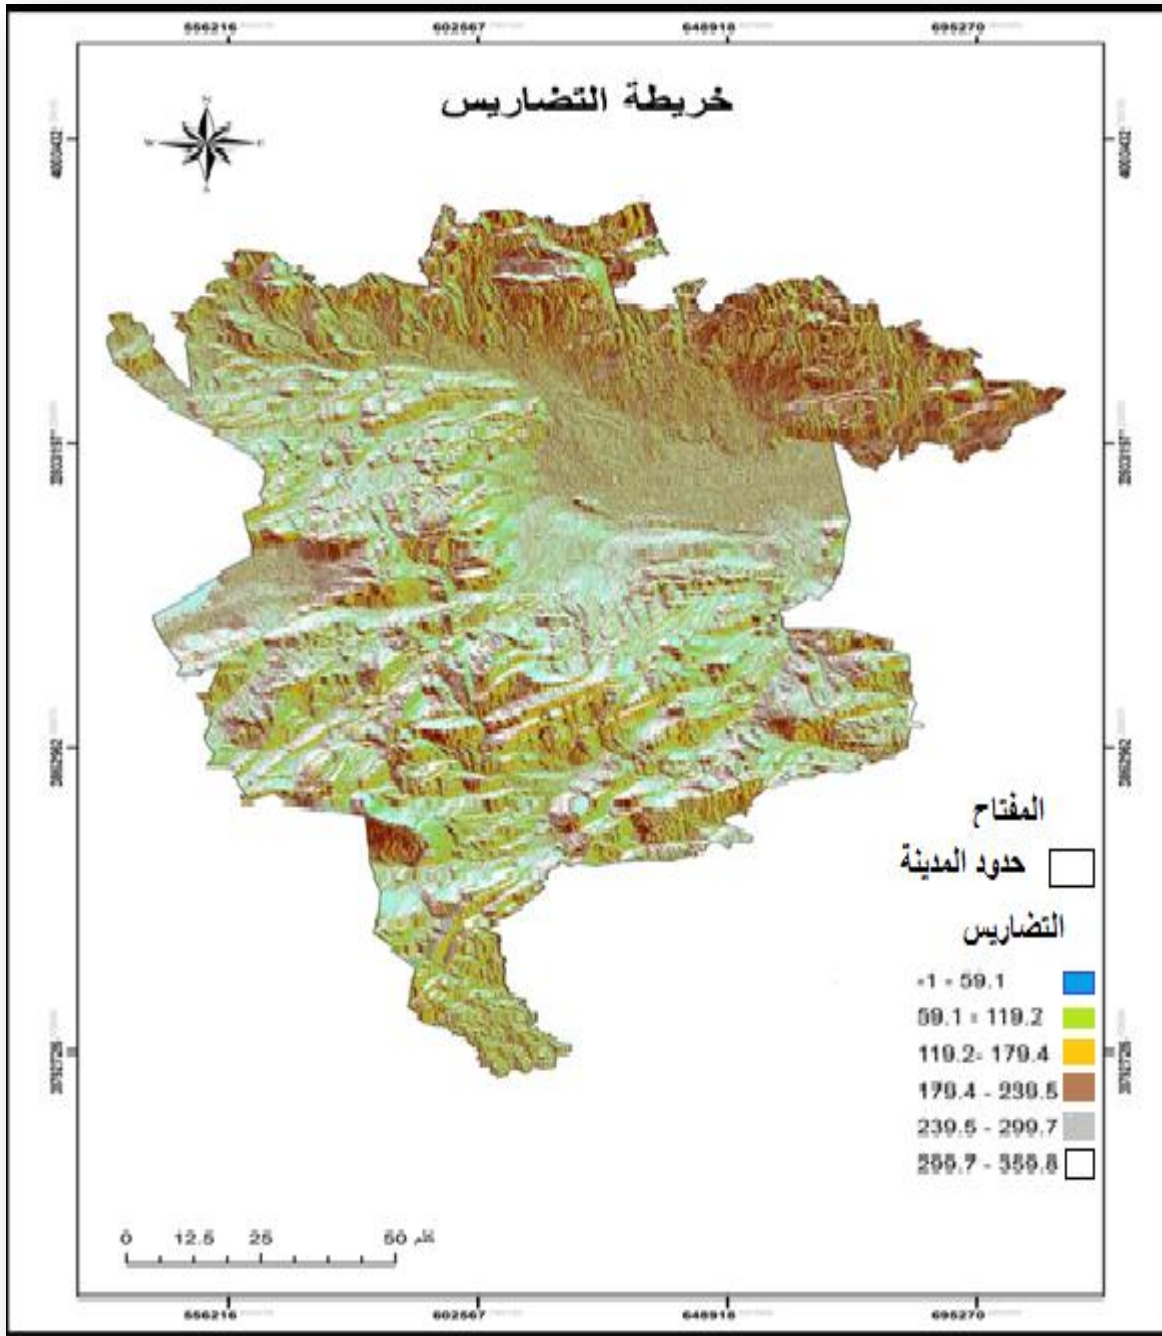 556216 602567 648918 695270
خريطة التضاريس
N
W E
S
المفتاح
حدود المدينة
التضاريس
-1 - 59.1
59.1 - 119.2
119.2- 179.4
179.4 - 239.5
239.5 - 299.7
299.7 - 359.8
0 12.5 25 50 كلم
556216 602567 648918 695270